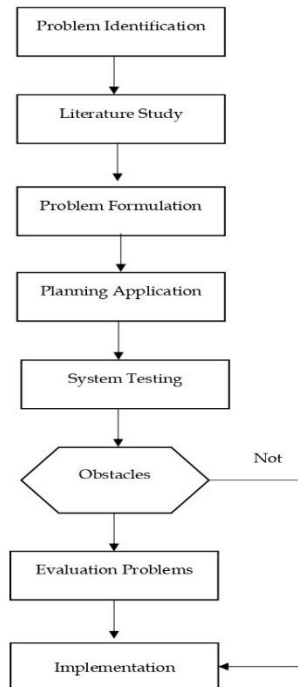 Problem Identification
Literature Study
Problem Formulation
Planning Application
System Testing
Obstacles
Not
Evaluation Problems
Implementation